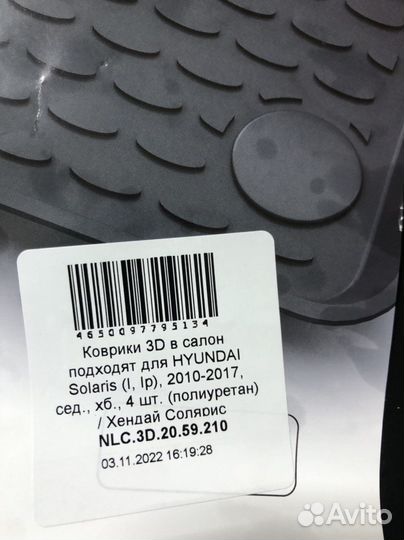 4650097795134
Коврики 3D в салон
подходят для HYUNDAI
Solaris (I, Ip), 2010-2017,
сед., хб., 4 шт. (полиуретан)
/ Хендай Солярис
NLC.3D.20.59.210
03.11.2022 16:19:28
Avito